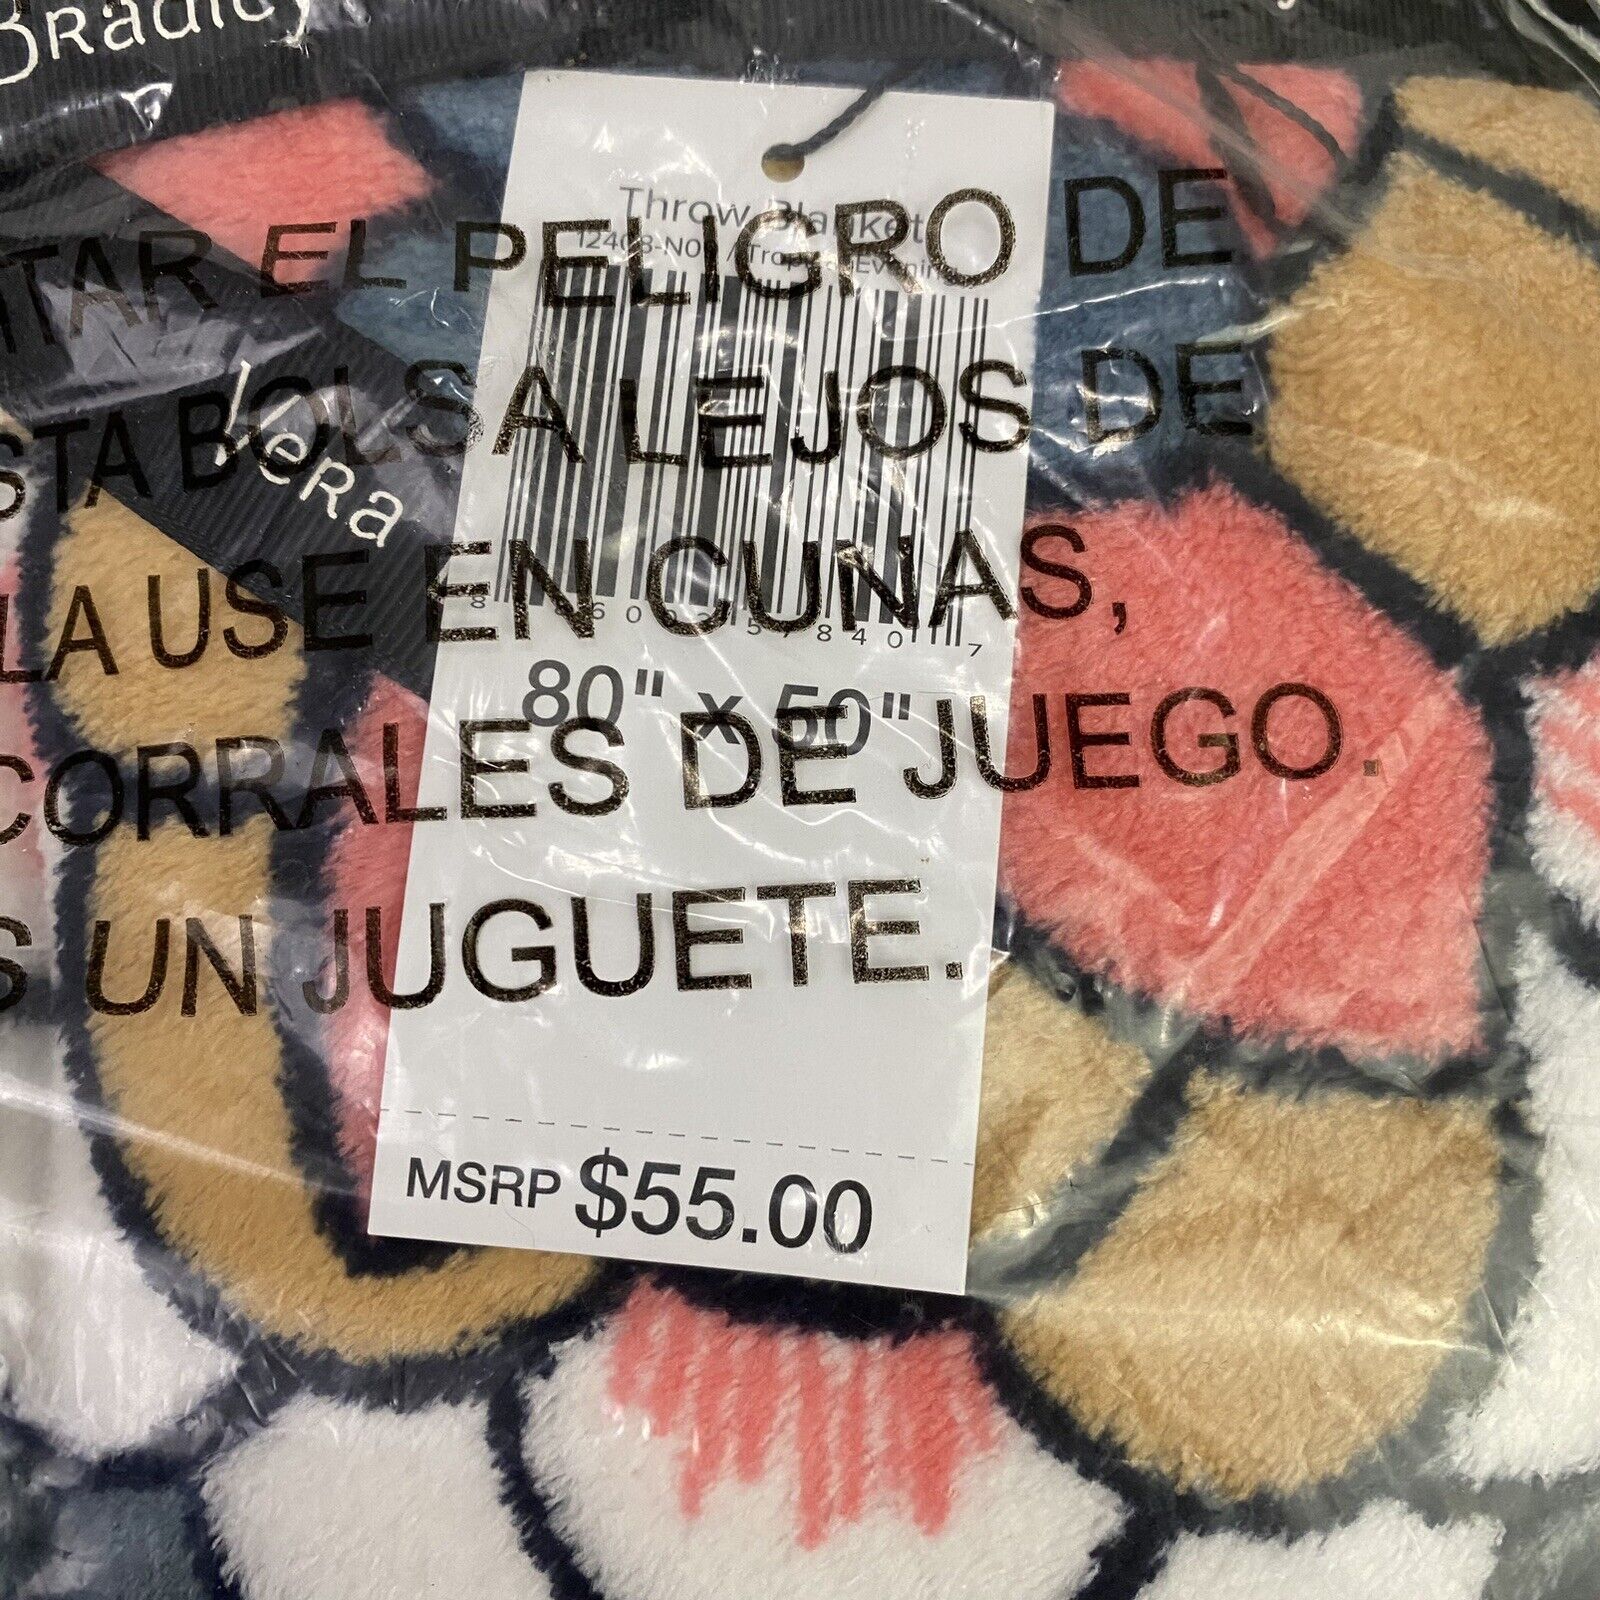 Bradley
Throw Blanket
TAR EL PELIGRO DE
STA BOLSA LEJOS DE
Vera
LA USE EN CUNAS,
80" x 50"
CORRALES DE JUEGO.
S UN JUGUETE.
MSRP $55.00